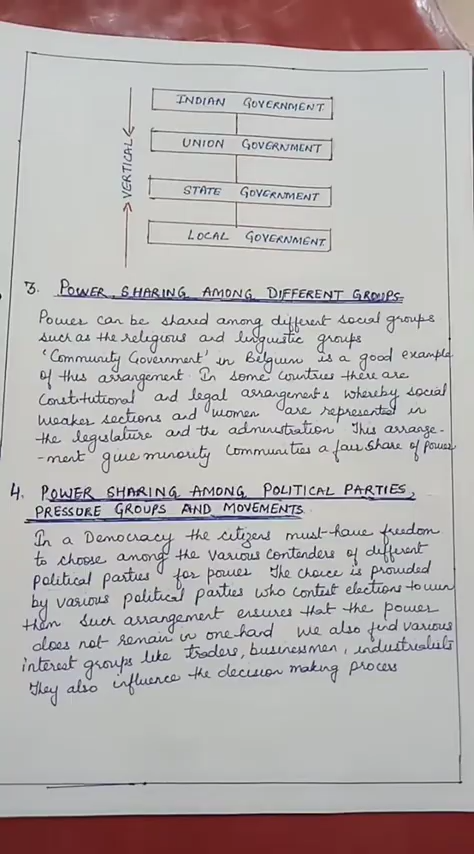 INDIAN GOVERNMENT
UNION GOVERNMENT
VERTICAL
STATE GOVERNMENT
LOCAL GOVERNMENT
3. POWER SHARING AMONG DIFFERENT GROUPS
Power can be shared among different social groups
such as the religious and linguistic groups
'Community Government' in Belgium is a good example
of this arrangement. In some countries there are
Constitutional and legal arrangements whereby social
weaker sections and women are represented in
the legislature and the administration This arrange-
-ment give minority communities a fair share of power
4. POWER SHARING AMONG POLITICAL PARTIES,
PRESSURE GROUPS AND MOVEMENTS
In a Democracy the citizens must have freedom
to choose among the various contenders of different
political parties for power The choice is provided
by various political parties who contest elections to win
them Such arrangement ensures that the power
does not remain in one hand We also find various
interest groups like traders, businessmen, industrialists
They also influence the decision making process